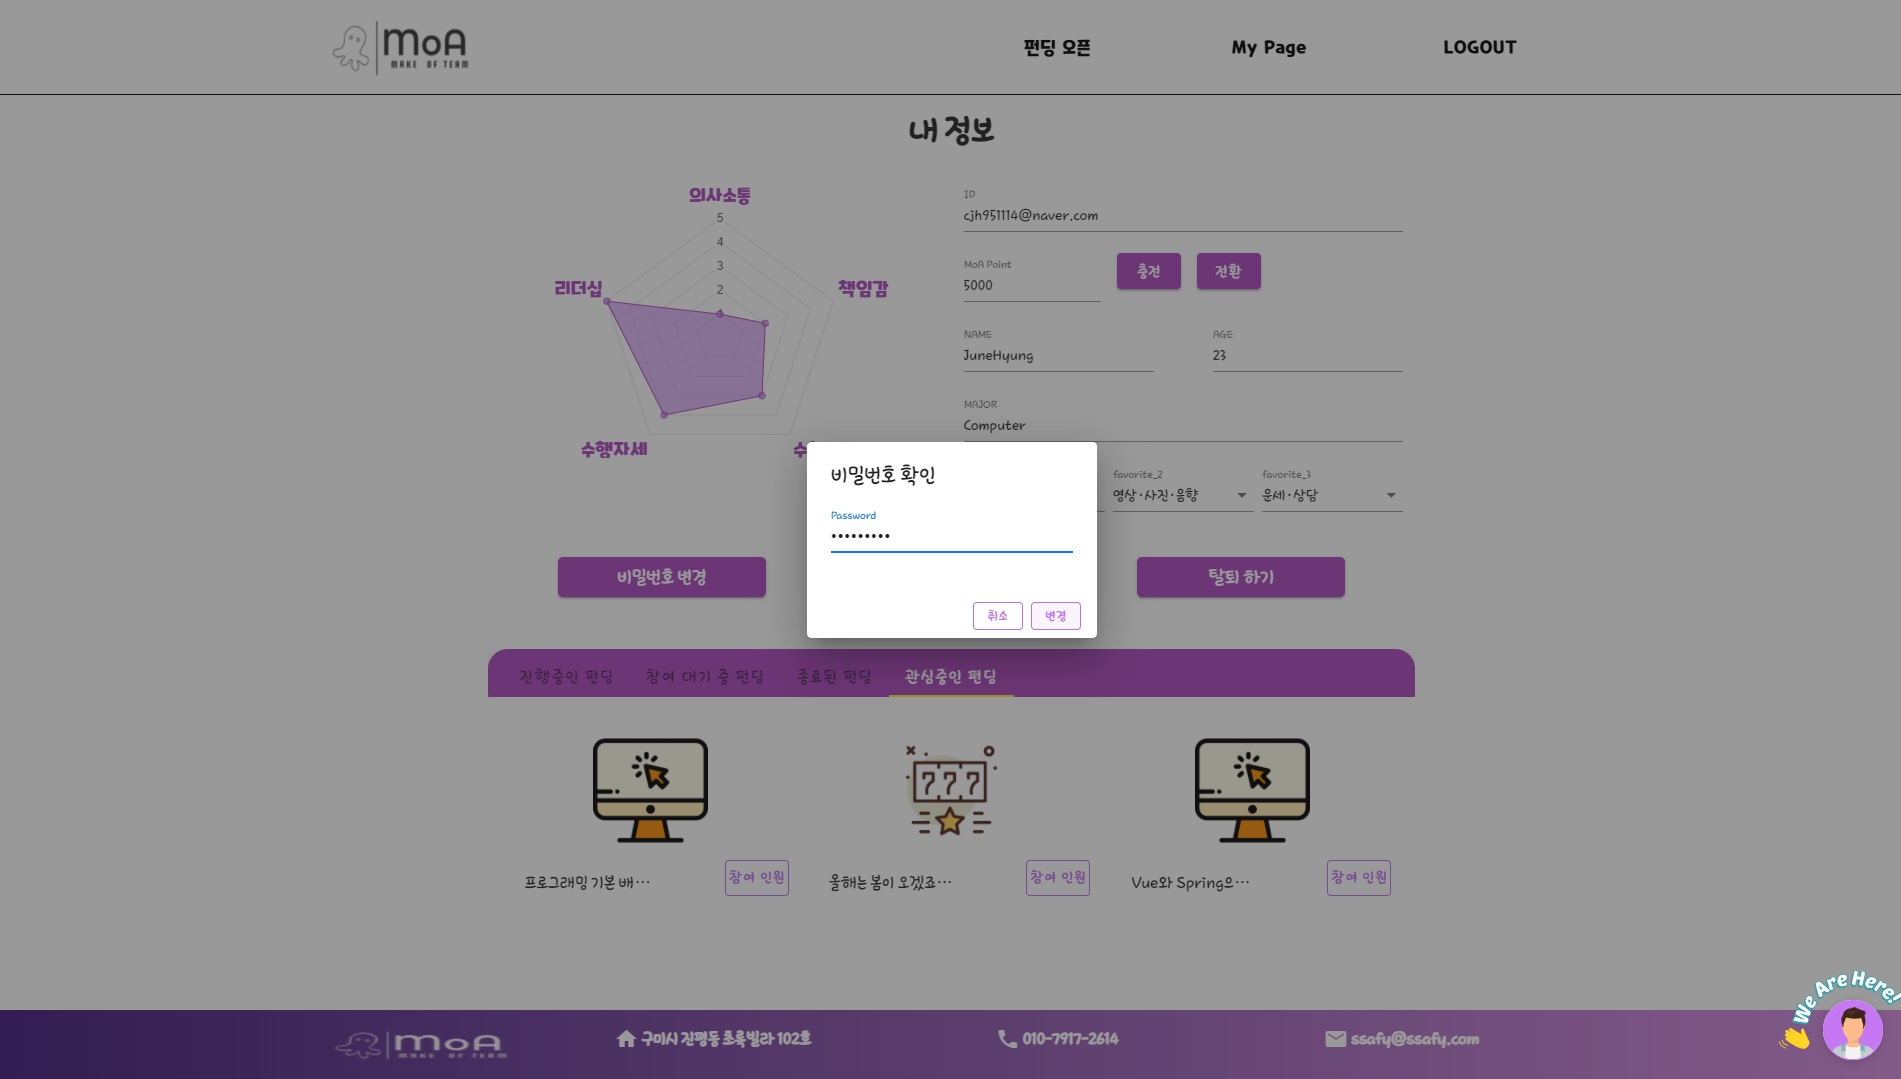 MoA
MAKE OF TEAM
펀딩 오픈
My Page
LOGOUT
내 정보
의사소통
5
4
3
2
1
리더십
책임감
수행자세
수
ID
cjh951114@naver.com
MoA Point
5000
충전
전환
NAME
JuneHyung
AGE
23
MAJOR
Computer
favorite_2
영상·사진·음향
favorite_3
운세·상담
비밀번호 확인
Password
•••••••••
취소
변경
비밀번호 변경
탈퇴 하기
진행중인 펀딩
참여 대기 중 펀딩
종료된 펀딩
관심중인 펀딩
777
프로그래밍 기본 배···
참여 인원
올해는 봄이 오겠죠···
참여 인원
Vue와 Spring으···
참여 인원
MoA
MAKE OF TEAM
구미시 진평동 초록빌라 102호
010-7917-2614
ssafy@ssafy.com
We Are Here!